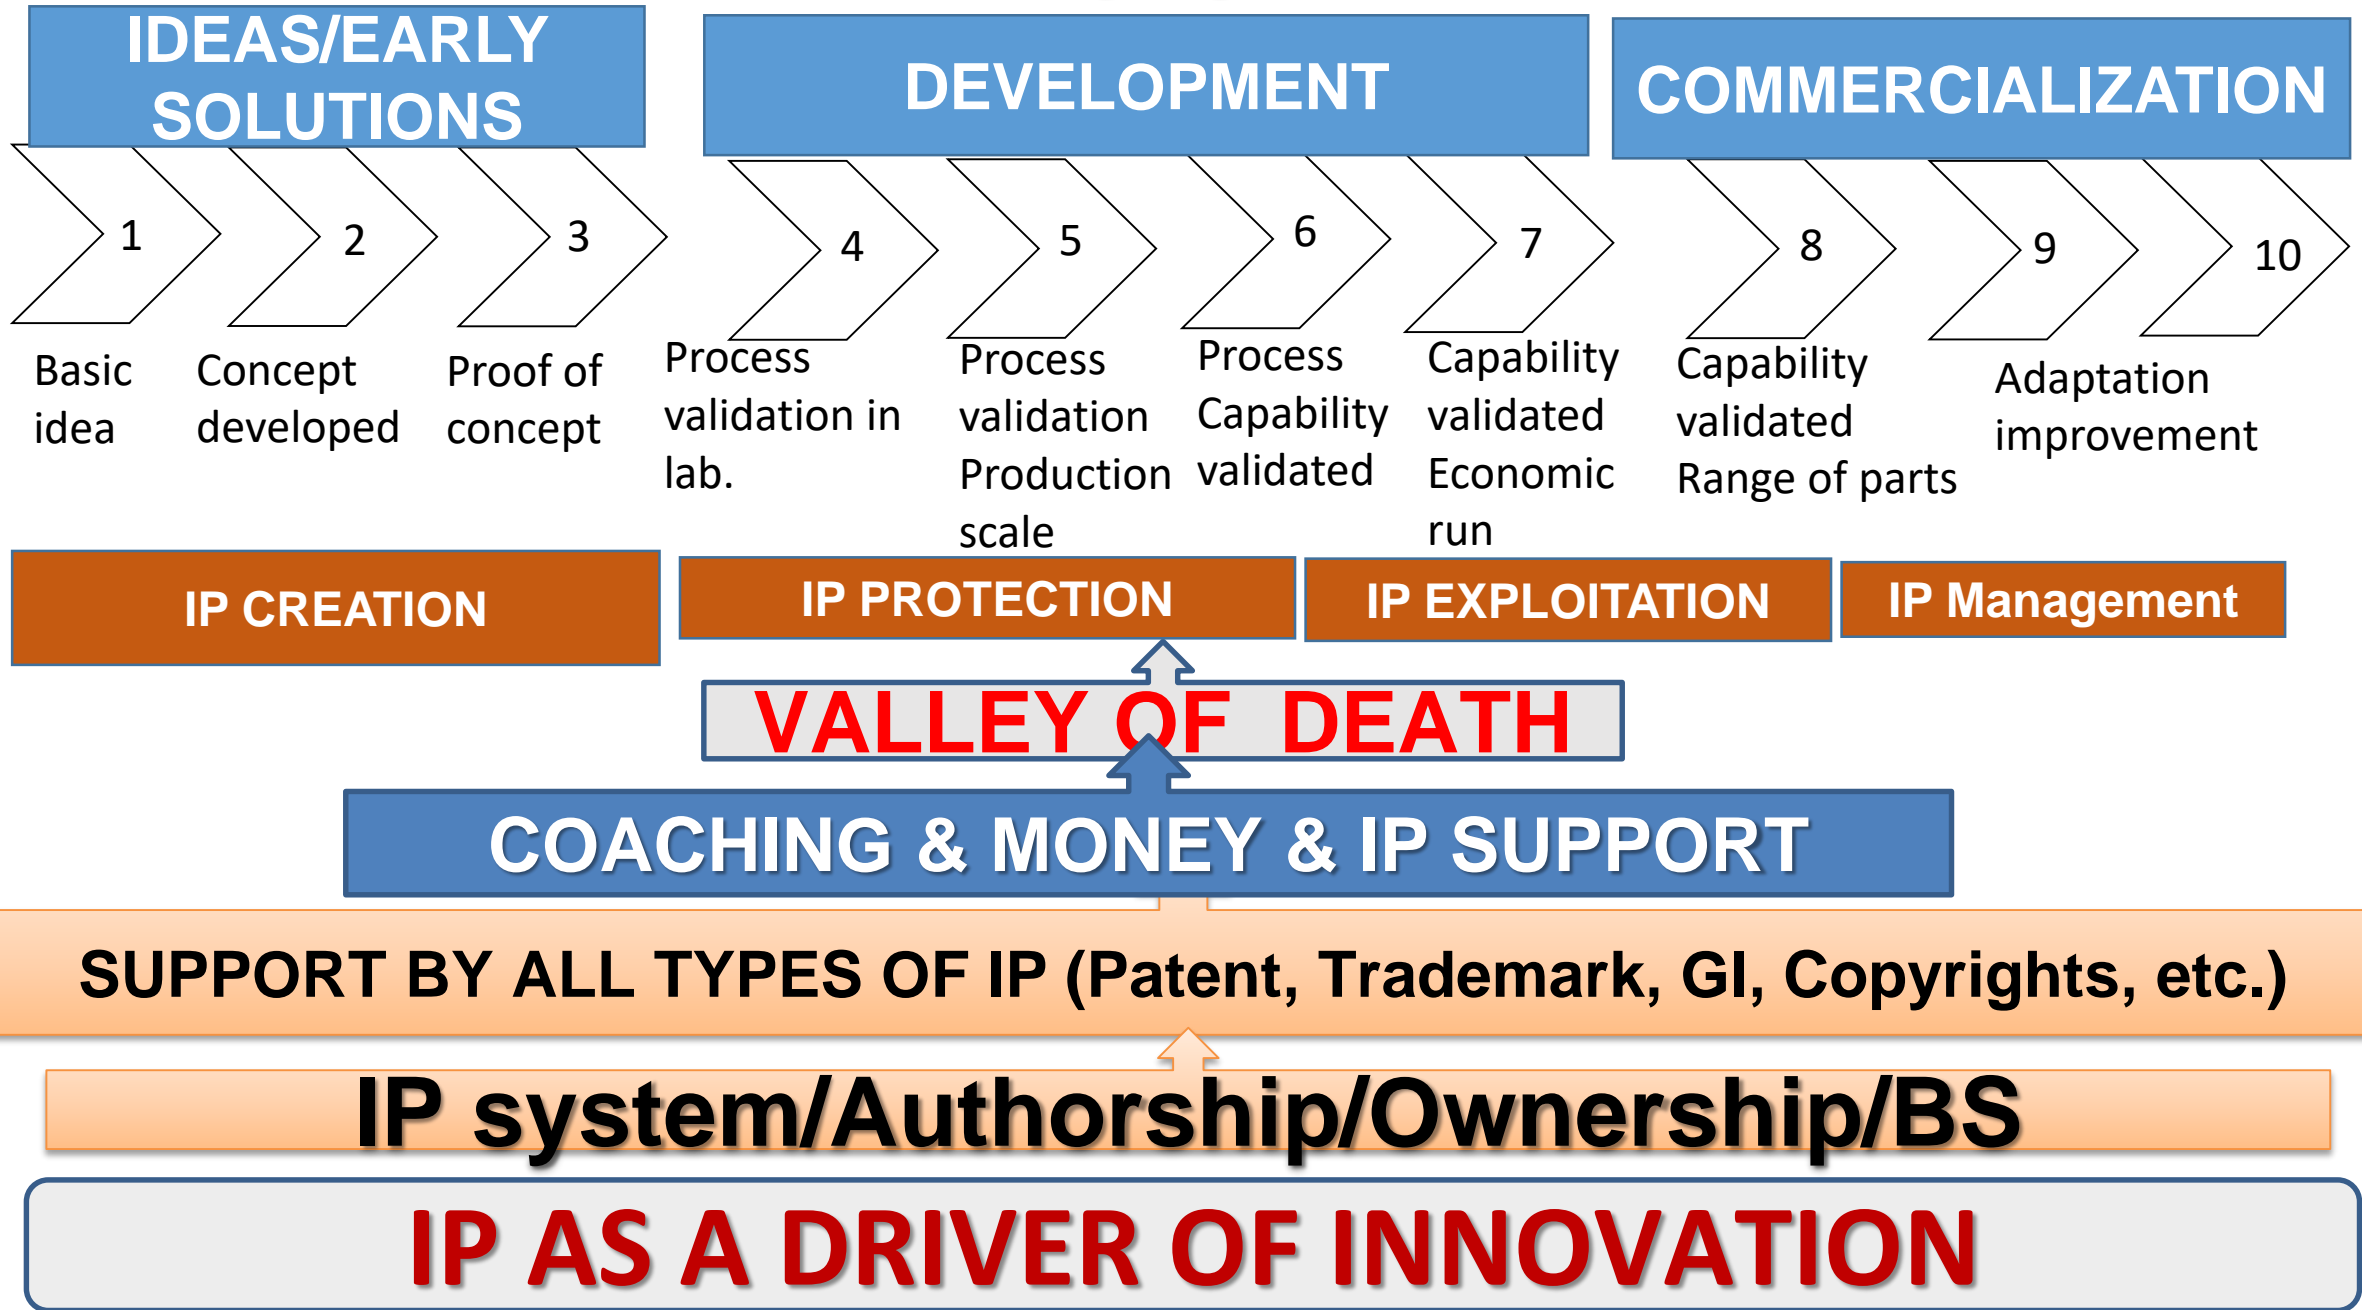 IDEAS/EARLY
SOLUTIONS
DEVELOPMENT
COMMERCIALIZATION
1
2
3
4
5
6
7
8
9
10
Basic
idea
Concept
developed
Proof of
concept
Process
validation in
lab.
Process
validation
Production
scale
Process
Capability
validated
Capability
validated
Economic
run
Capability
validated
Range of parts
Adaptation
improvement
IP CREATION
IP PROTECTION
IP EXPLOITATION
IP Management
VALLEY OF DEATH
COACHING & MONEY & IP SUPPORT
SUPPORT BY ALL TYPES OF IP (Patent, Trademark, GI, Copyrights, etc.)
IP system/Authorship/Ownership/BS
IP AS A DRIVER OF INNOVATION